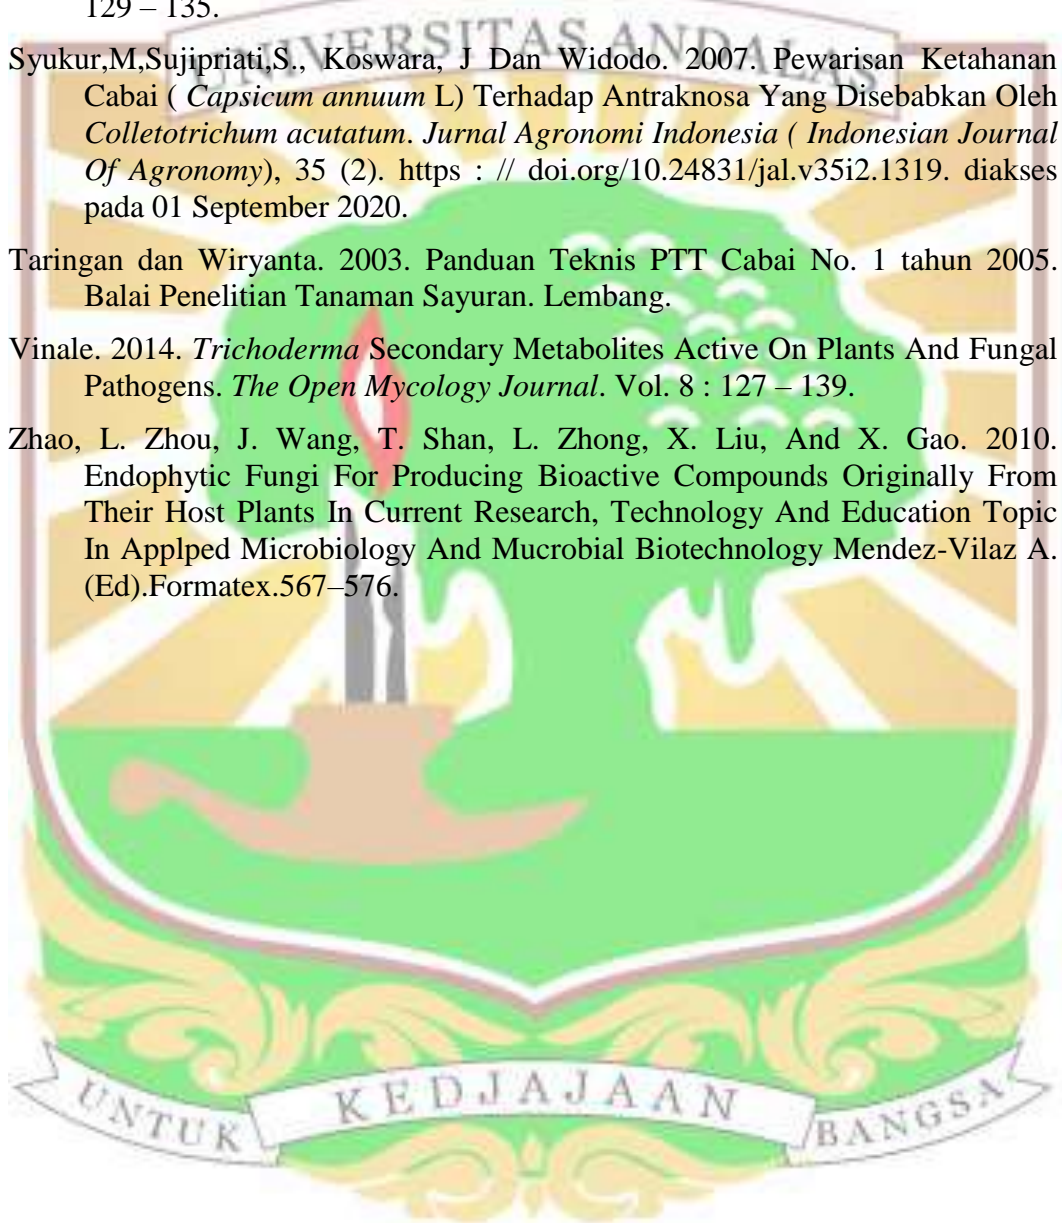 129 – 135.
UNIVERSITAS ANDALAS
Syukur,M,Sujipriati,S., Koswara, J Dan Widodo. 2007. Pewarisan Ketahanan
Cabai ( Capsicum annuum L) Terhadap Antraknosa Yang Disebabkan Oleh
Colletotrichum acutatum. Jurnal Agronomi Indonesia ( Indonesian Journal
Of Agronomy), 35 (2). https : // doi.org/10.24831/jal.v35i2.1319. diakses
pada 01 September 2020.
Taringan dan Wiryanta. 2003. Panduan Teknis PTT Cabai No. 1 tahun 2005.
Balai Penelitian Tanaman Sayuran. Lembang.
Vinale. 2014. Trichoderma Secondary Metabolites Active On Plants And Fungal
Pathogens. The Open Mycology Journal. Vol. 8 : 127 – 139.
Zhao, L. Zhou, J. Wang, T. Shan, L. Zhong, X. Liu, And X. Gao. 2010.
Endophytic Fungi For Producing Bioactive Compounds Originally From
Their Host Plants In Current Research, Technology And Education Topic
In Applped Microbiology And Mucrobial Biotechnology Mendez-Vilaz A.
(Ed).Formatex.567–576.
UNTUK KEDJAJAAN BANGSA